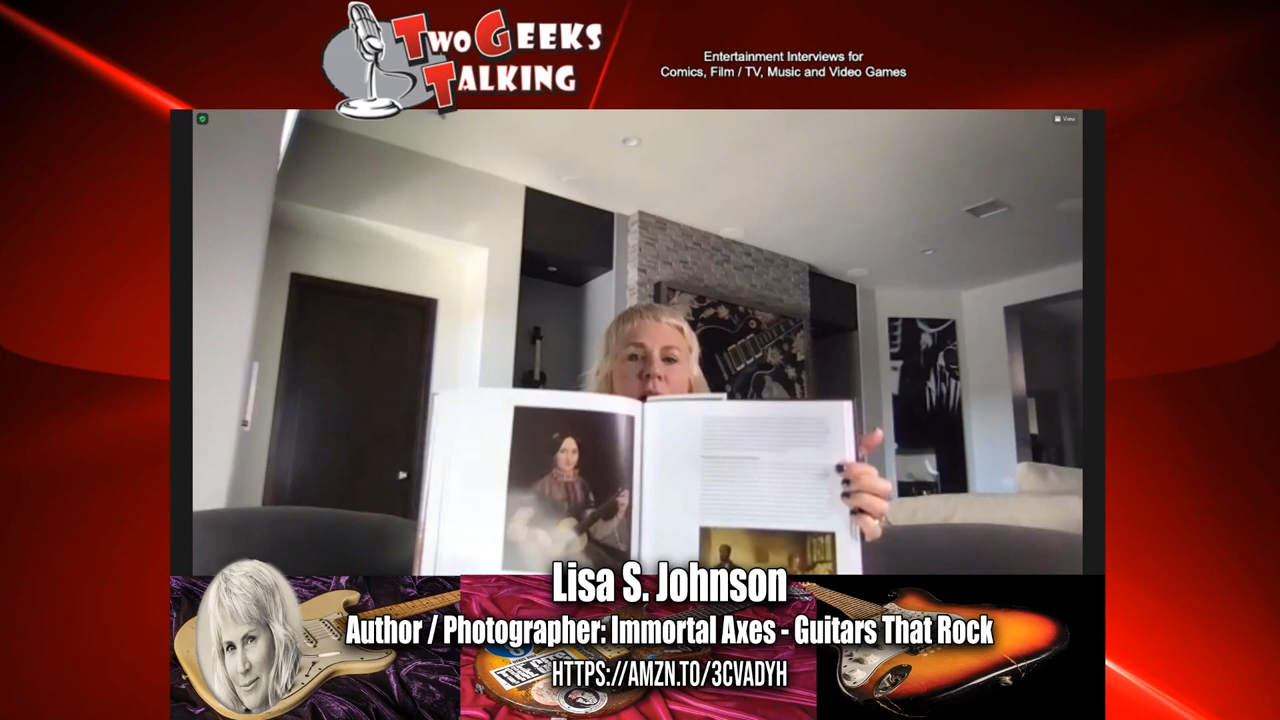 Two Geeks
Talking
Entertainment Interviews for
Comics, Film / TV, Music and Video Games
View
Lisa S. Johnson
Author / Photographer: Immortal Axes - Guitars That Rock
HTTPS://AMZN.TO/3CVADYH